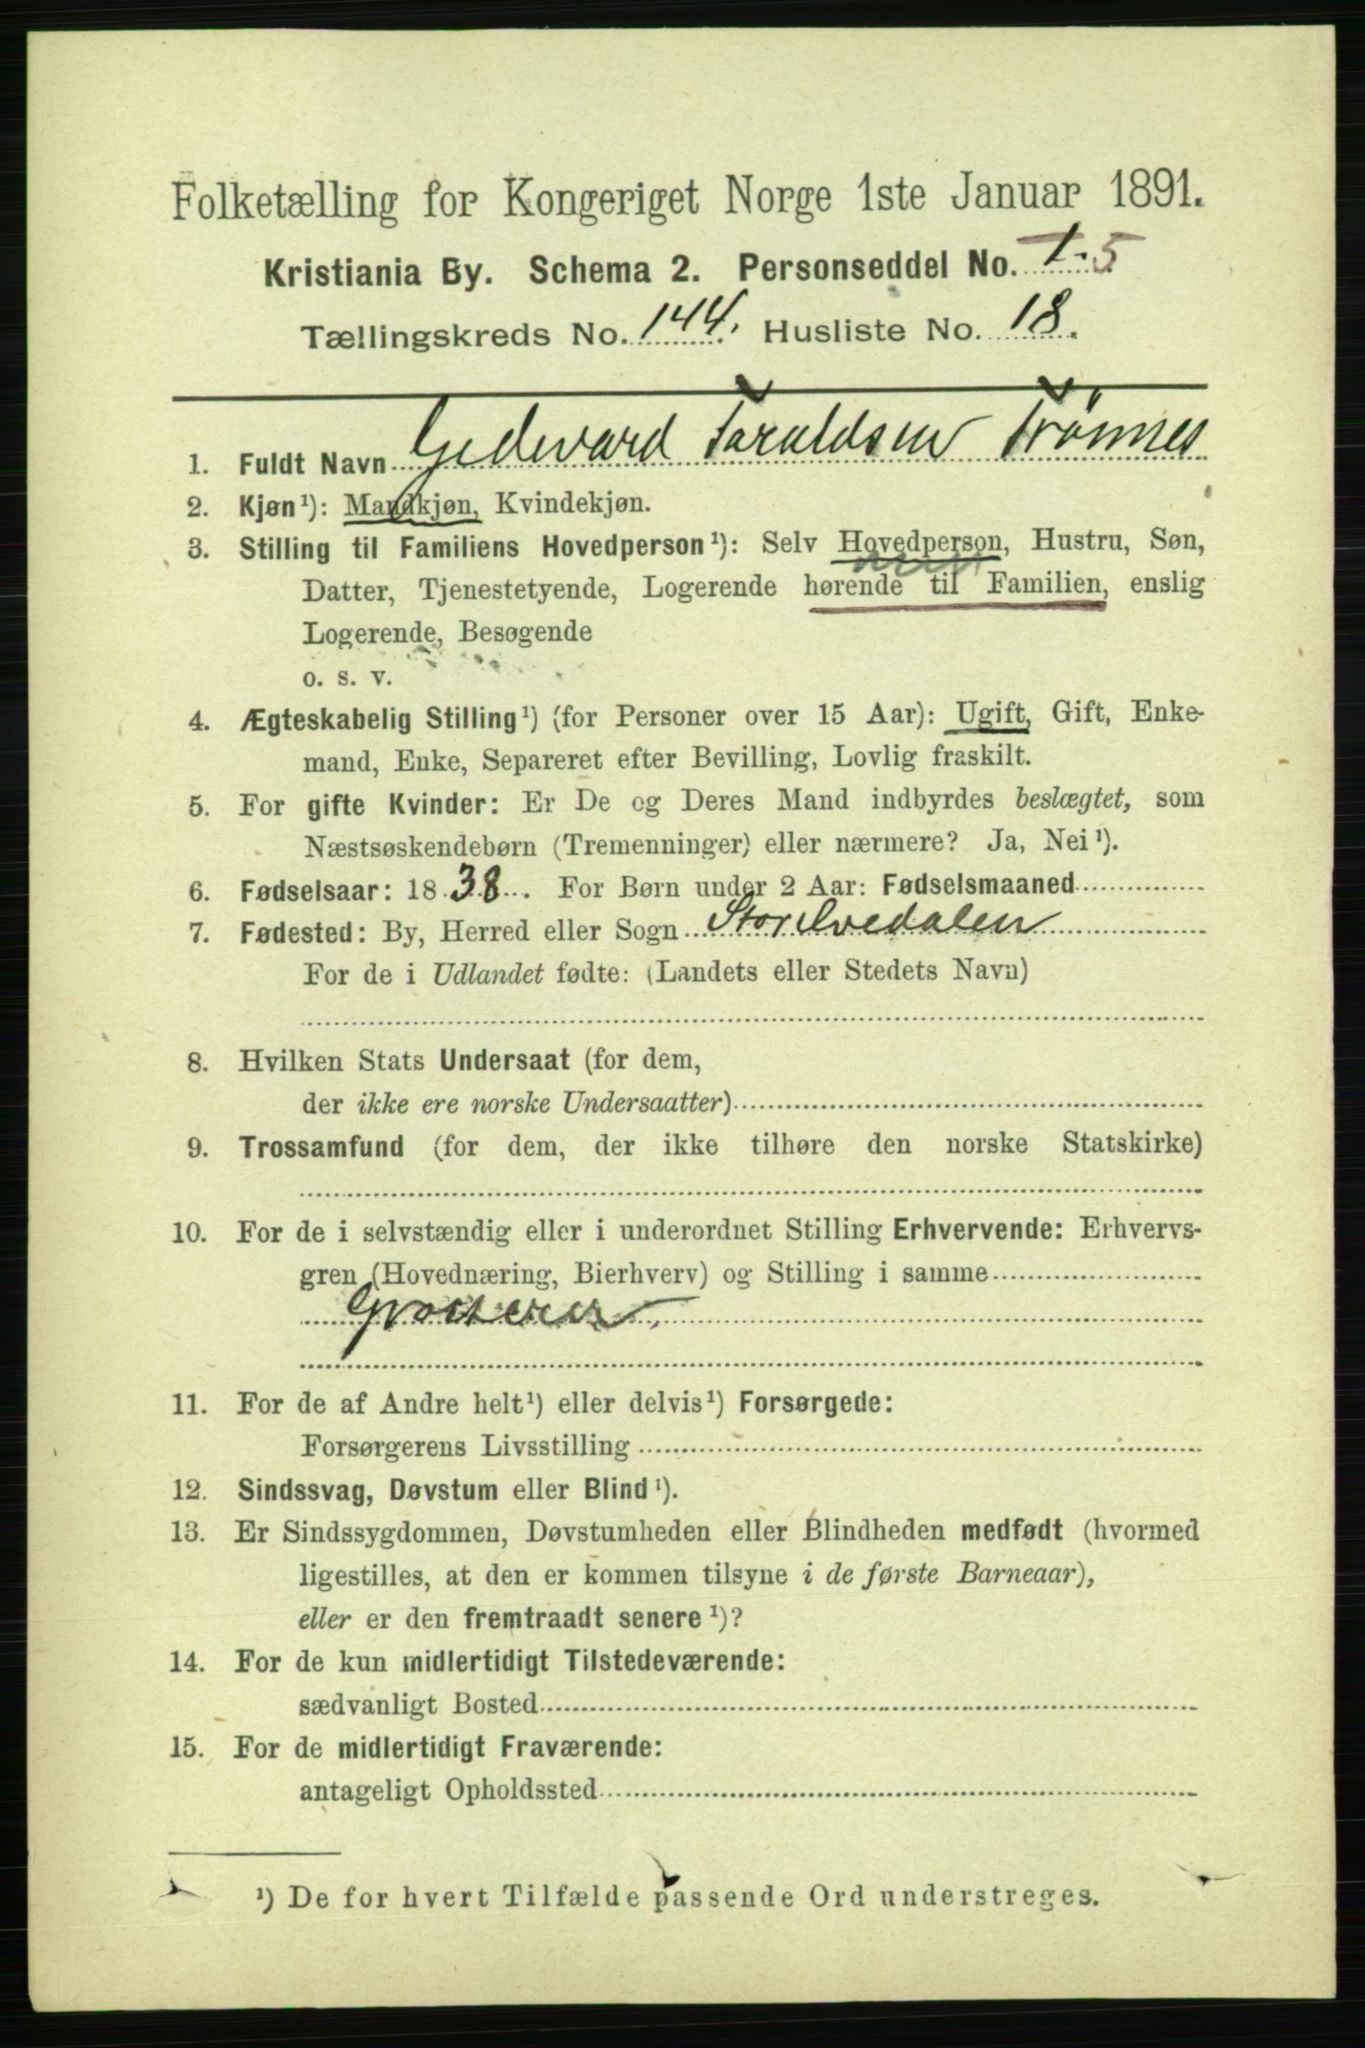 Folketælling for Kongeriget Norge 1ste Januar 1891.
Kristiania By. Schema 2. Personseddel No. 1-5
Tællingskreds No. 144. Husliste No. 18.
1. Fuldt Navn Taraldsen Trönnes
2. Kjøn¹): Mandkjøn, Kvindekjøn.
3. Stilling til Familiens Hovedperson¹): Selv Hovedperson, Hustru, Søn,
Datter, Tjenestetyende, Logerende hørende til Familien, enslig
Logerende, Besøgende
o. s. v.
4. Ægteskabelig Stilling¹) (for Personer over 15 Aar): Ugift, Gift, Enke-
mand, Enke, Separeret efter Bevilling, Lovlig fraskilt.
5. For gifte Kvinder: Er De og Deres Mand indbyrdes beslægtet, som
Næstsøskendebørn (Tremenninger) eller nærmere? Ja, Nei¹).
6. Fødselsaar: 1838. For Børn under 2 Aar: Fødselsmaaned
7. Fødested: By, Herred eller Sogn Stor Elvedalen
For de i Udlandet fødte: (Landets eller Stedets Navn)
8. Hvilken Stats Undersaat (for dem,
der ikke ere norske Undersaatter)
9. Trossamfund (for dem, der ikke tilhøre den norske Statskirke)
10. For de i selvstændig eller i underordnet Stilling Erhvervende: Erhvervs-
gren (Hovednæring, Bierhverv) og Stilling i samme
11. For de af Andre helt¹) eller delvis¹) Forsørgede:
Forsørgerens Livsstilling
12. Sindssvag, Døvstum eller Blind¹).
13. Er Sindssygdommen, Døvstumheden eller Blindheden medfødt (hvormed
ligestilles, at den er kommen tilsyne i de første Barneaar),
eller er den fremtraadt senere¹)?
14. For de kun midlertidigt Tilstedeværende:
sædvanligt Bosted
15. For de midlertidigt Fraværende:
antageligt Opholdssted
¹) De for hvert Tilfælde passende Ord understreges.